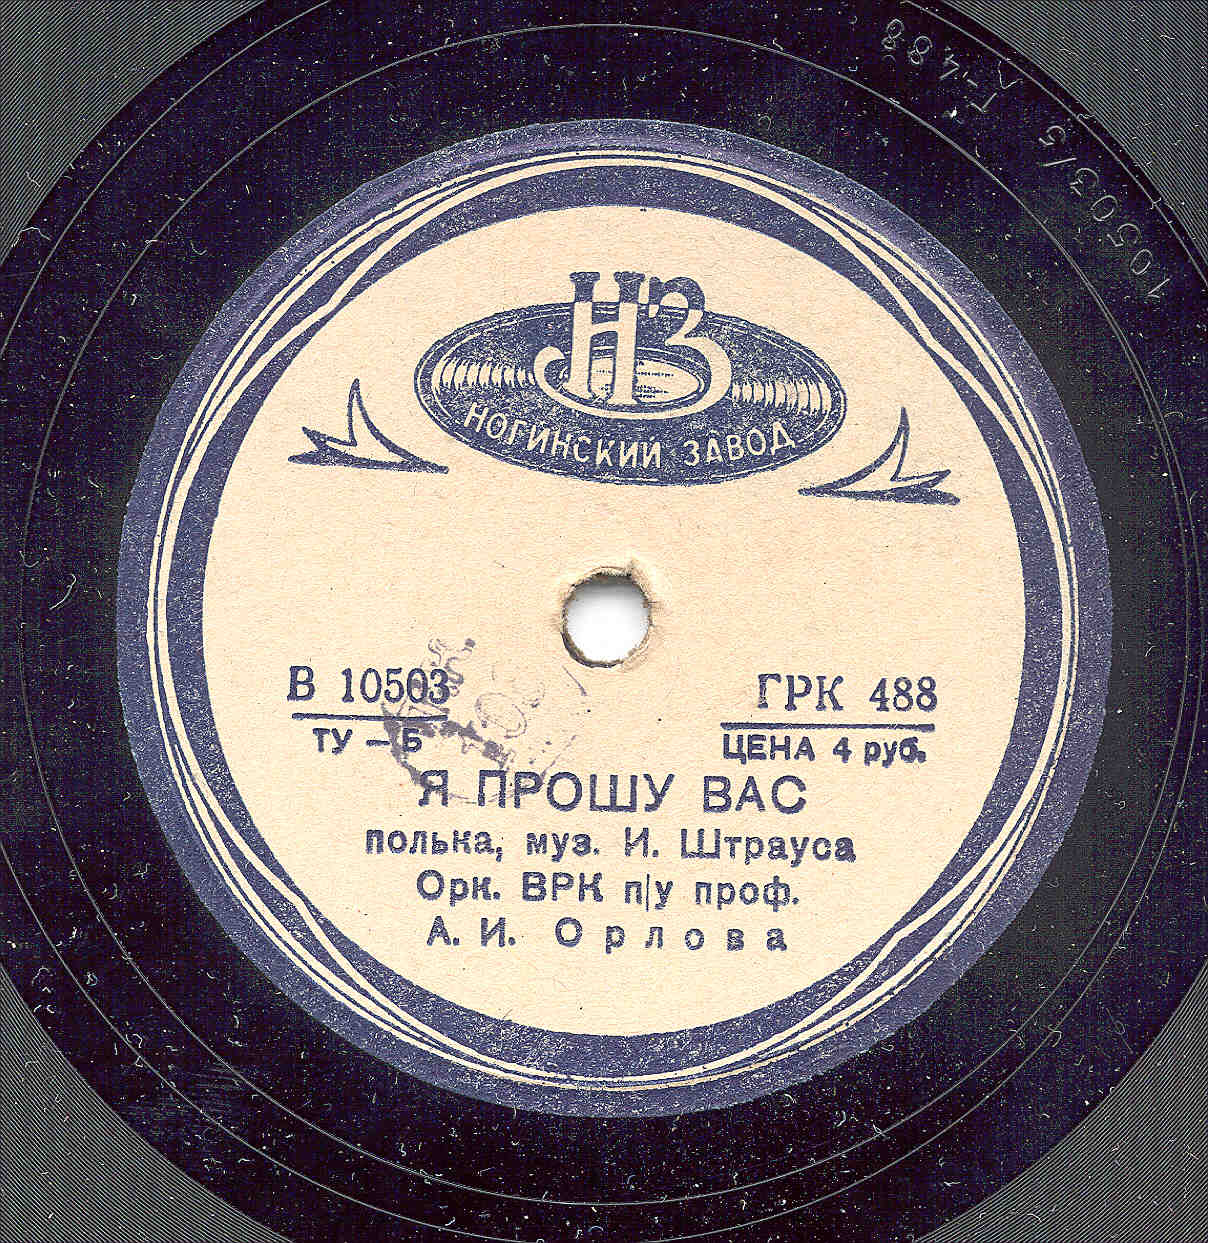 10503/5 Г-488
НЗ
НОГИНСКИЙ ЗАВОД
В 10503
ГРК 488
ТУ – Б
ЦЕНА 4 руб.
Я ПРОШУ ВАС
полька, муз. И. Штрауса
Орк. ВРК п/у проф.
А. И. Орлова